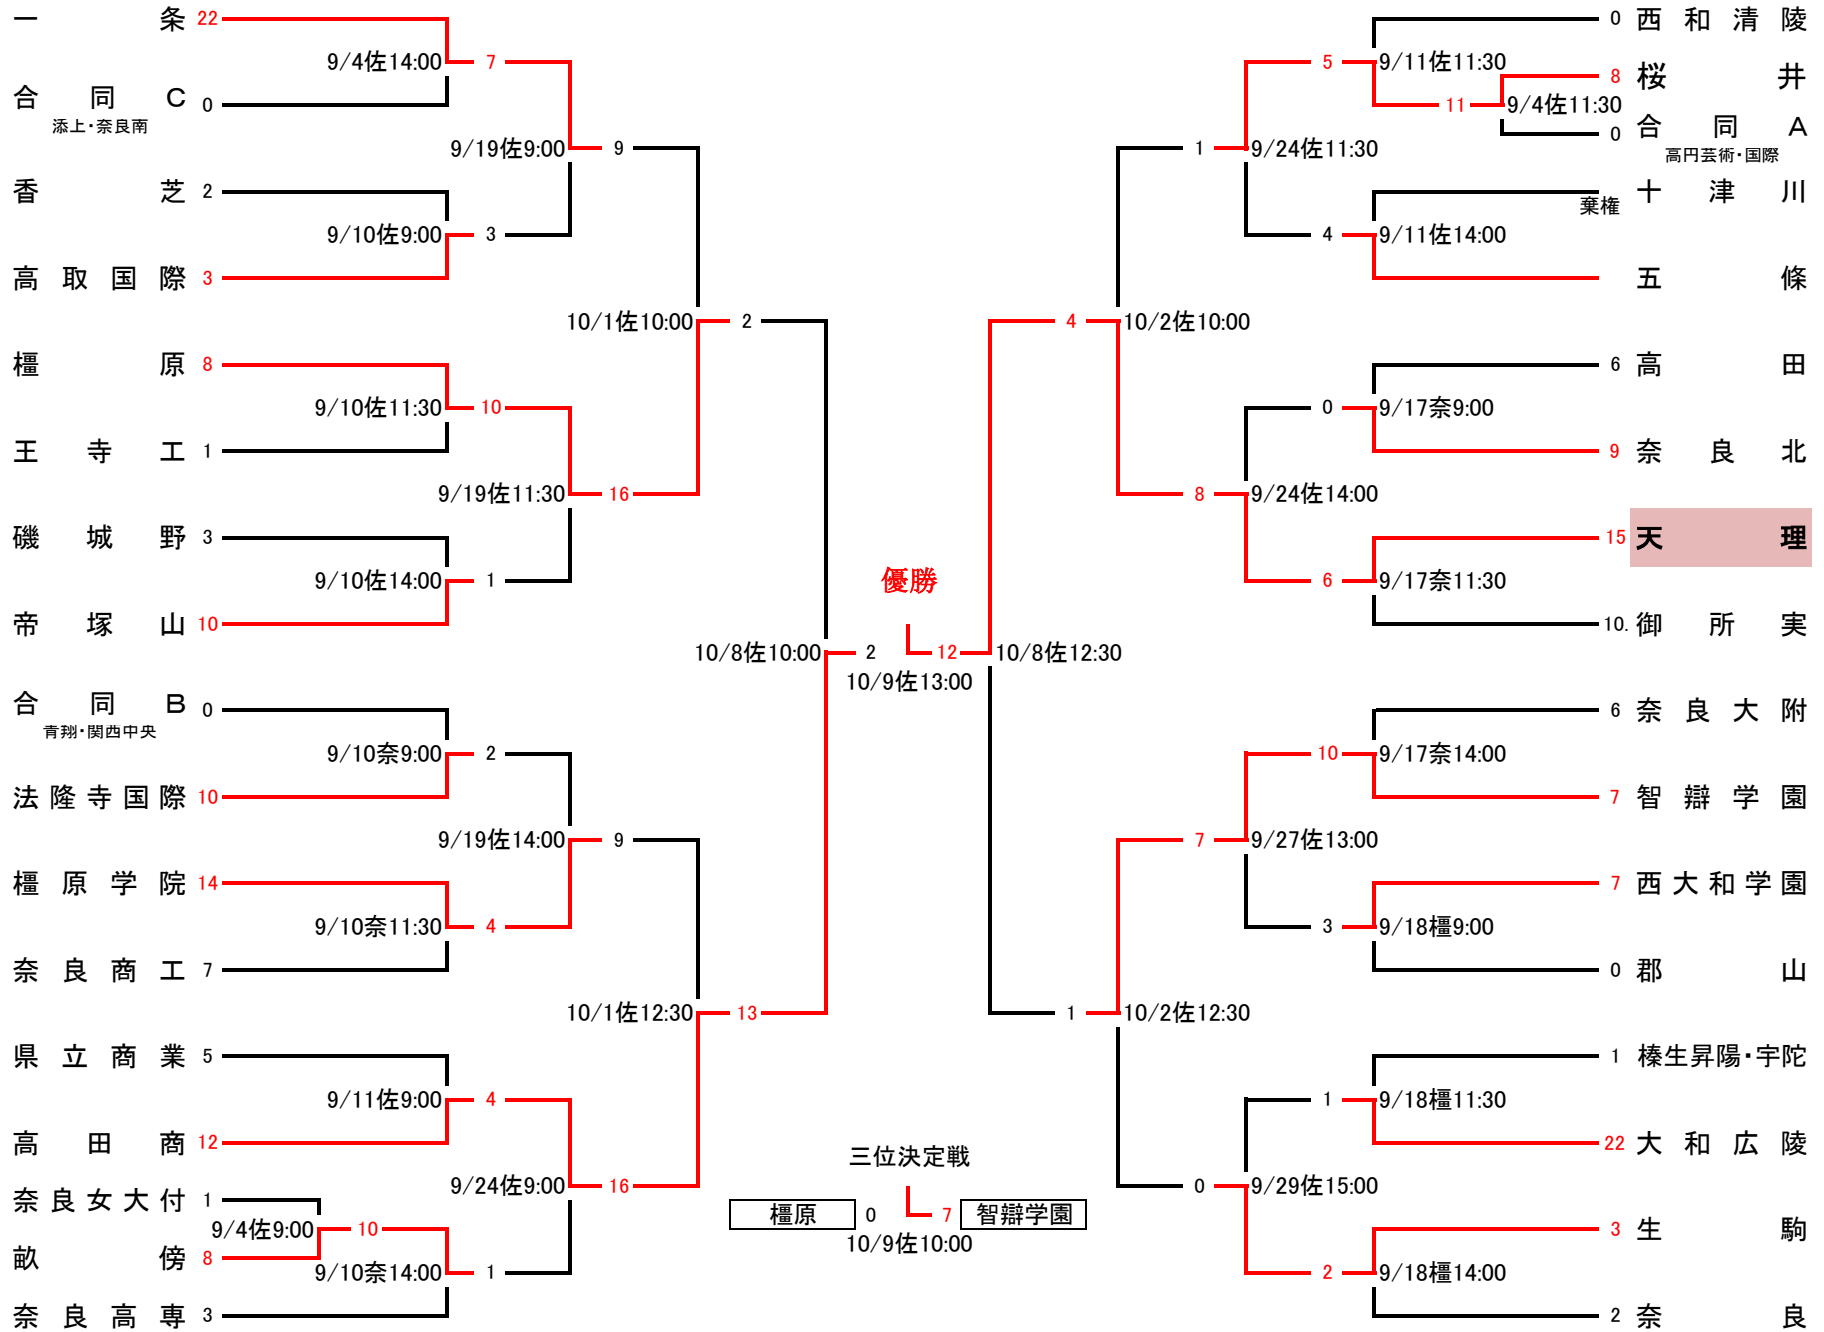 一条 22
9/4佐14:00 7
合同C 0
添上・奈良南
9/19佐9:00 9
香芝 2
9/10佐9:00 3
高取国際 3
10/1佐10:00 2
橿原 8
9/10佐11:30 10
王寺工 1
9/19佐11:30 16
磯城野 3
9/10佐14:00 1
帝塚山 10
10/8佐10:00 2
合同B 0
青翔・関西中央
9/10奈9:00 2
法隆寺国際 10
9/19佐14:00 9
橿原学院 14
9/10奈11:30 4
奈良商工 7
10/1佐12:30 13
県立商業 5
9/11佐9:00 4
高田商 12
9/24佐9:00 16
奈良女大付 1
9/4佐9:00 10
畝傍 8
9/10奈14:00 1
奈良高専 3
優勝
12
10/9佐13:00
三位決定戦
橿原 0 7 智辯学園
10/9佐10:00
0 西和清陵
5 9/11佐11:30
8 桜井
11 9/4佐11:30
0 合同A
高円芸術・国際
1 9/24佐11:30
棄権 十津川
4 9/11佐14:00
五條
4 10/2佐10:00
6 高田
0 9/17奈9:00
9 奈良北
8 9/24佐14:00
15 天理
6 9/17奈11:30
10. 御所実
10/8佐12:30
6 奈良大附
10 9/17奈14:00
7 智辯学園
7 9/27佐13:00
7 西大和学園
3 9/18橿9:00
0 郡山
1 10/2佐12:30
1 榛生昇陽・宇陀
1 9/18橿11:30
22 大和広陵
0 9/29佐15:00
3 生駒
2 9/18橿14:00
2 奈良